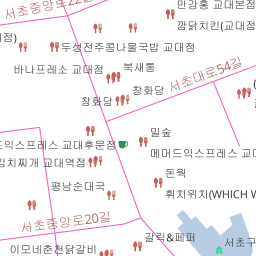 서초중앙로22길
안강홍 교대본점
깜닭치킨(교대점
점)
두성전주콩나물국밥 교대점
바나프레소 교대점
북새통
서초대로54길
창화당
창화당
밀숲
드익스프레스 교대후문점
메머드익스프레스 교대
김치찌개 교대역점
돈웍
평남순대국
휘치위치(WHICH W
서초중앙로20길
갈릭&페퍼
서초구
이모네춘천닭갈비